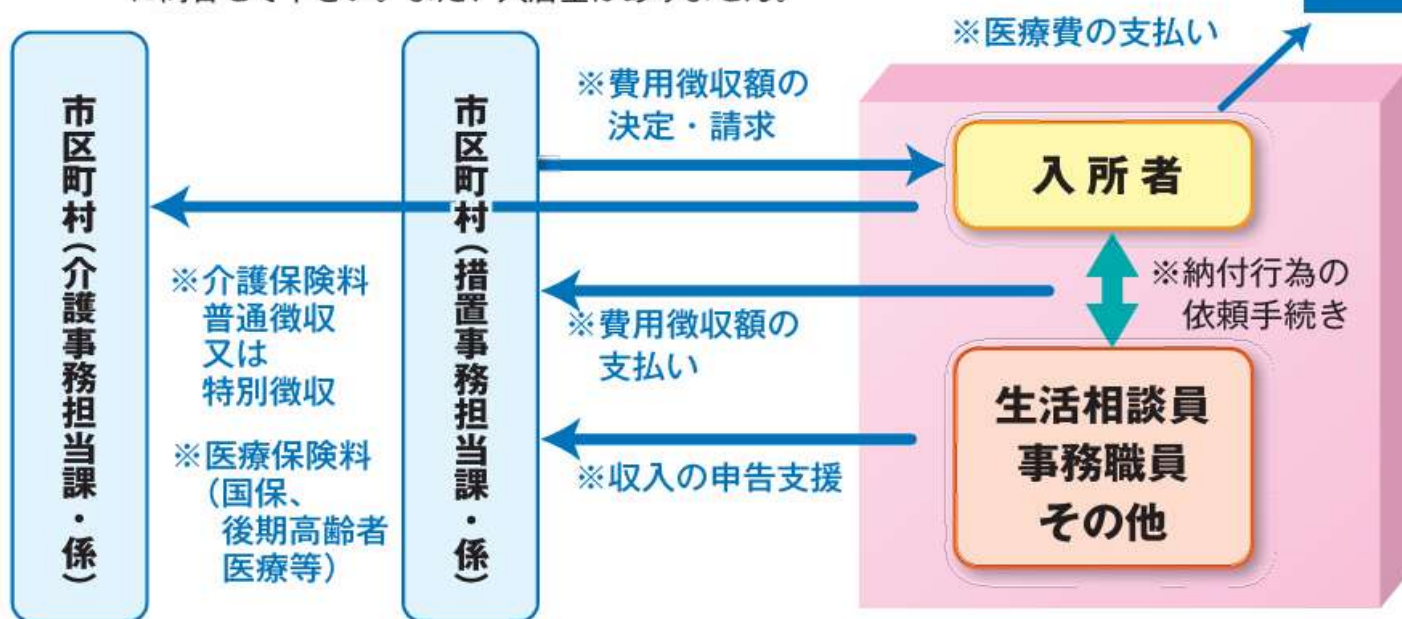 ※医療費の支払い
市区町村（介護事務担当課・係）
市区町村（措置事務担当課・係）
※費用徴収額の
決定・請求
入所者
※介護保険料
普通徴収
又は
特別徴収
※医療保険料
（国保、
後期高齢者
医療等）
※費用徴収額の
支払い
※収入の申告支援
※納付行為の
依頼手続き
生活相談員
事務職員
その他